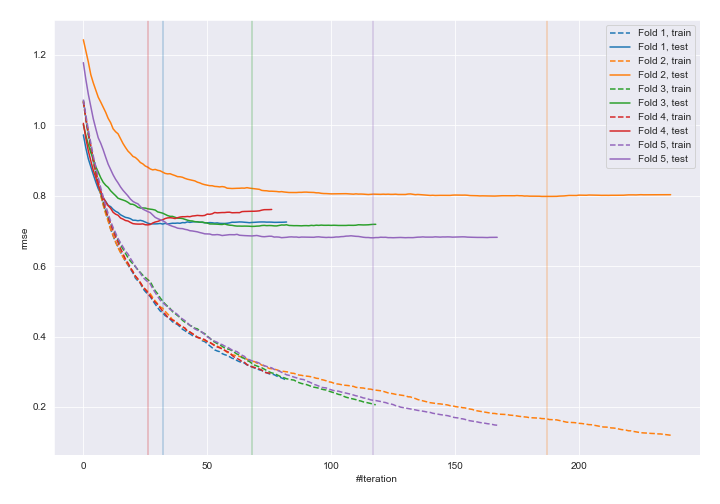 1.2
1.0
0.8
0.6
0.4
0.2
rmse
0
50
100
150
200
#Iteration
Fold 1, train
Fold 1, test
Fold 2, train
Fold 2, test
Fold 3, train
Fold 3, test
Fold 4, train
Fold 4, test
Fold 5, train
Fold 5, test